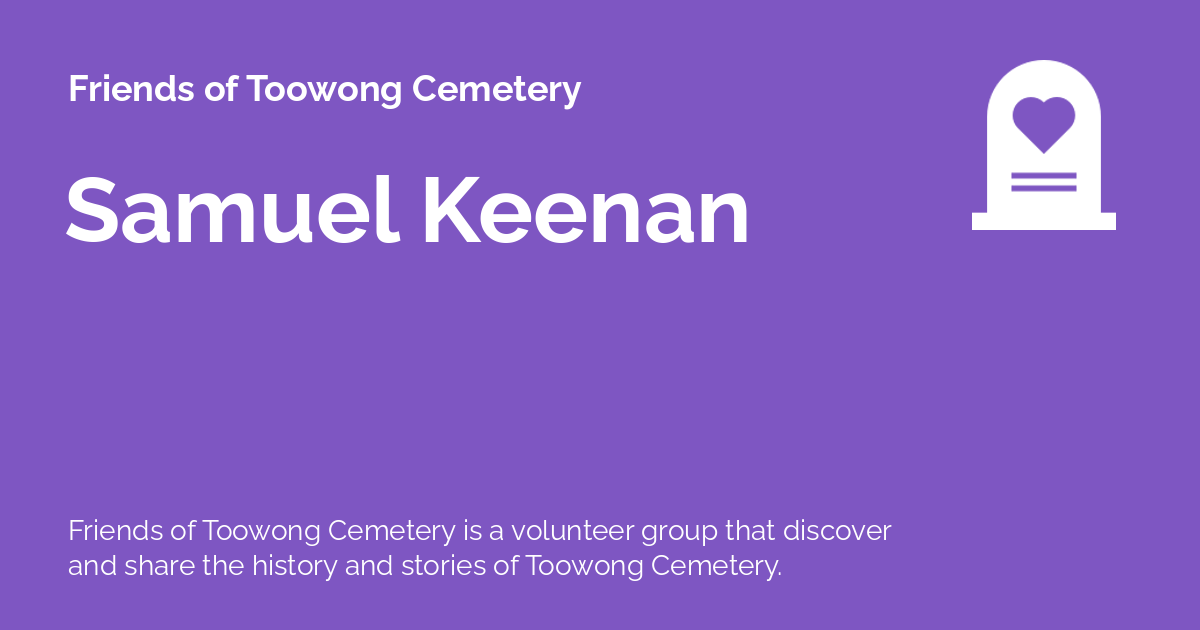 Friends of Toowong Cemetery
Samuel Keenan
Friends of Toowong Cemetery is a volunteer group that discover
and share the history and stories of Toowong Cemetery.